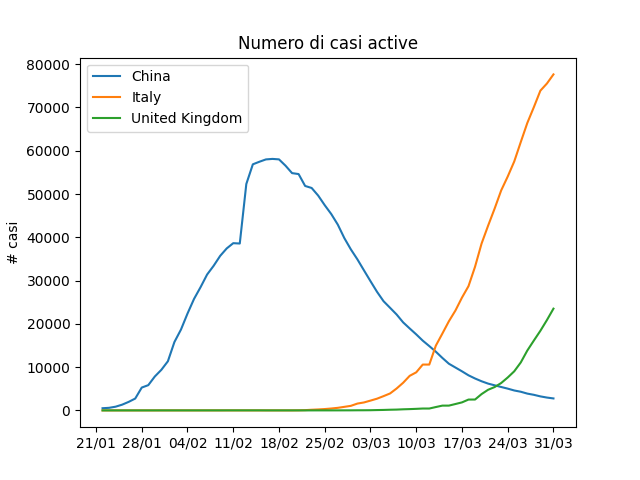 Numero di casi active
China
Italy
United Kingdom
# casi
80000
70000
60000
50000
40000
30000
20000
10000
0
21/01 28/01 04/02 11/02 18/02 25/02 03/03 10/03 17/03 24/03 31/03